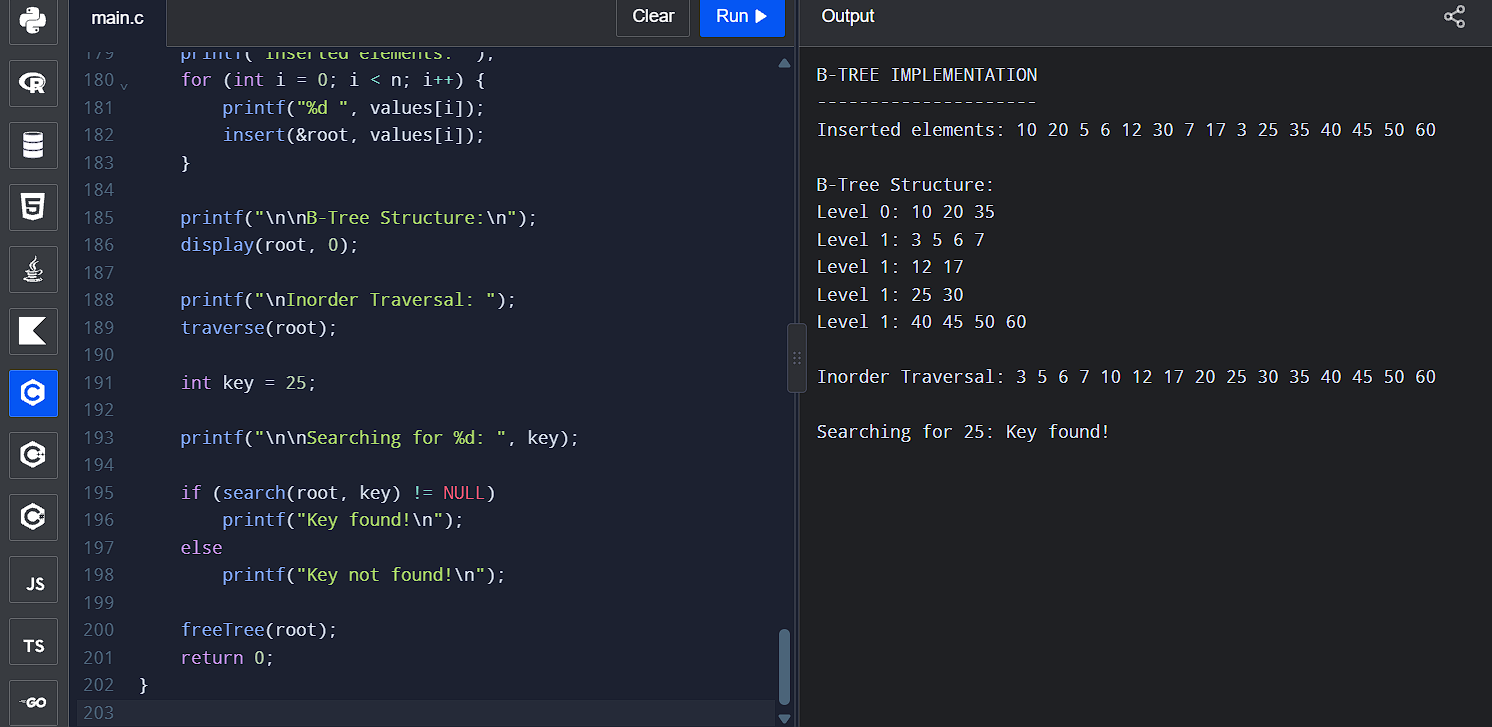 main.c
Clear
Run
Output
179 printf("Inserted elements: ");
180 for (int i = 0; i < n; i++) {
181 printf("%d ", values[i]);
182 insert(&root, values[i]);
183 }
184
185 printf("\n\nB-Tree Structure:\n");
186 display(root, 0);
187
188 printf("\nInorder Traversal: ");
189 traverse(root);
190
191 int key = 25;
192
193 printf("\n\nSearching for %d: ", key);
194
195 if (search(root, key) != NULL)
196 printf("Key found!\n");
197 else
198 printf("Key not found!\n");
199
200 freeTree(root);
201 return 0;
202 }
203
B-TREE IMPLEMENTATION
---------------------
Inserted elements: 10 20 5 6 12 30 7 17 3 25 35 40 45 50 60
B-Tree Structure:
Level 0: 10 20 35
Level 1: 3 5 6 7
Level 1: 12 17
Level 1: 25 30
Level 1: 40 45 50 60
Inorder Traversal: 3 5 6 7 10 12 17 20 25 30 35 40 45 50 60
Searching for 25: Key found!
R
5
C
C
C
JS
TS
GO